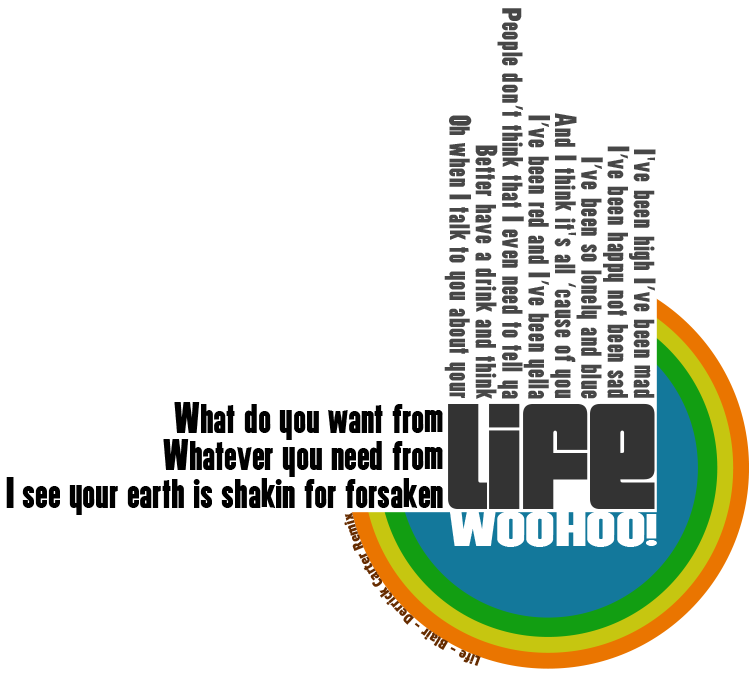 I've been high I've been mad
I've been happy not been sad
I've been so lonely and blue
And I think it's all 'cause of you
I've been red and I've been yella
People don't think that I even need to tell ya
Better have a drink and think
Oh when I talk to you about your
What do you want from
Whatever you need from
I see your earth is shakin for forsaken
LiFe
WOOHOO!
Life - Blair - Derrick Carter Remix